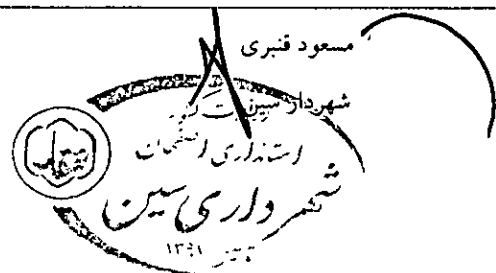 مسعود قنبری
شهردار سین
استانداری اصفهان
شهرداری سین